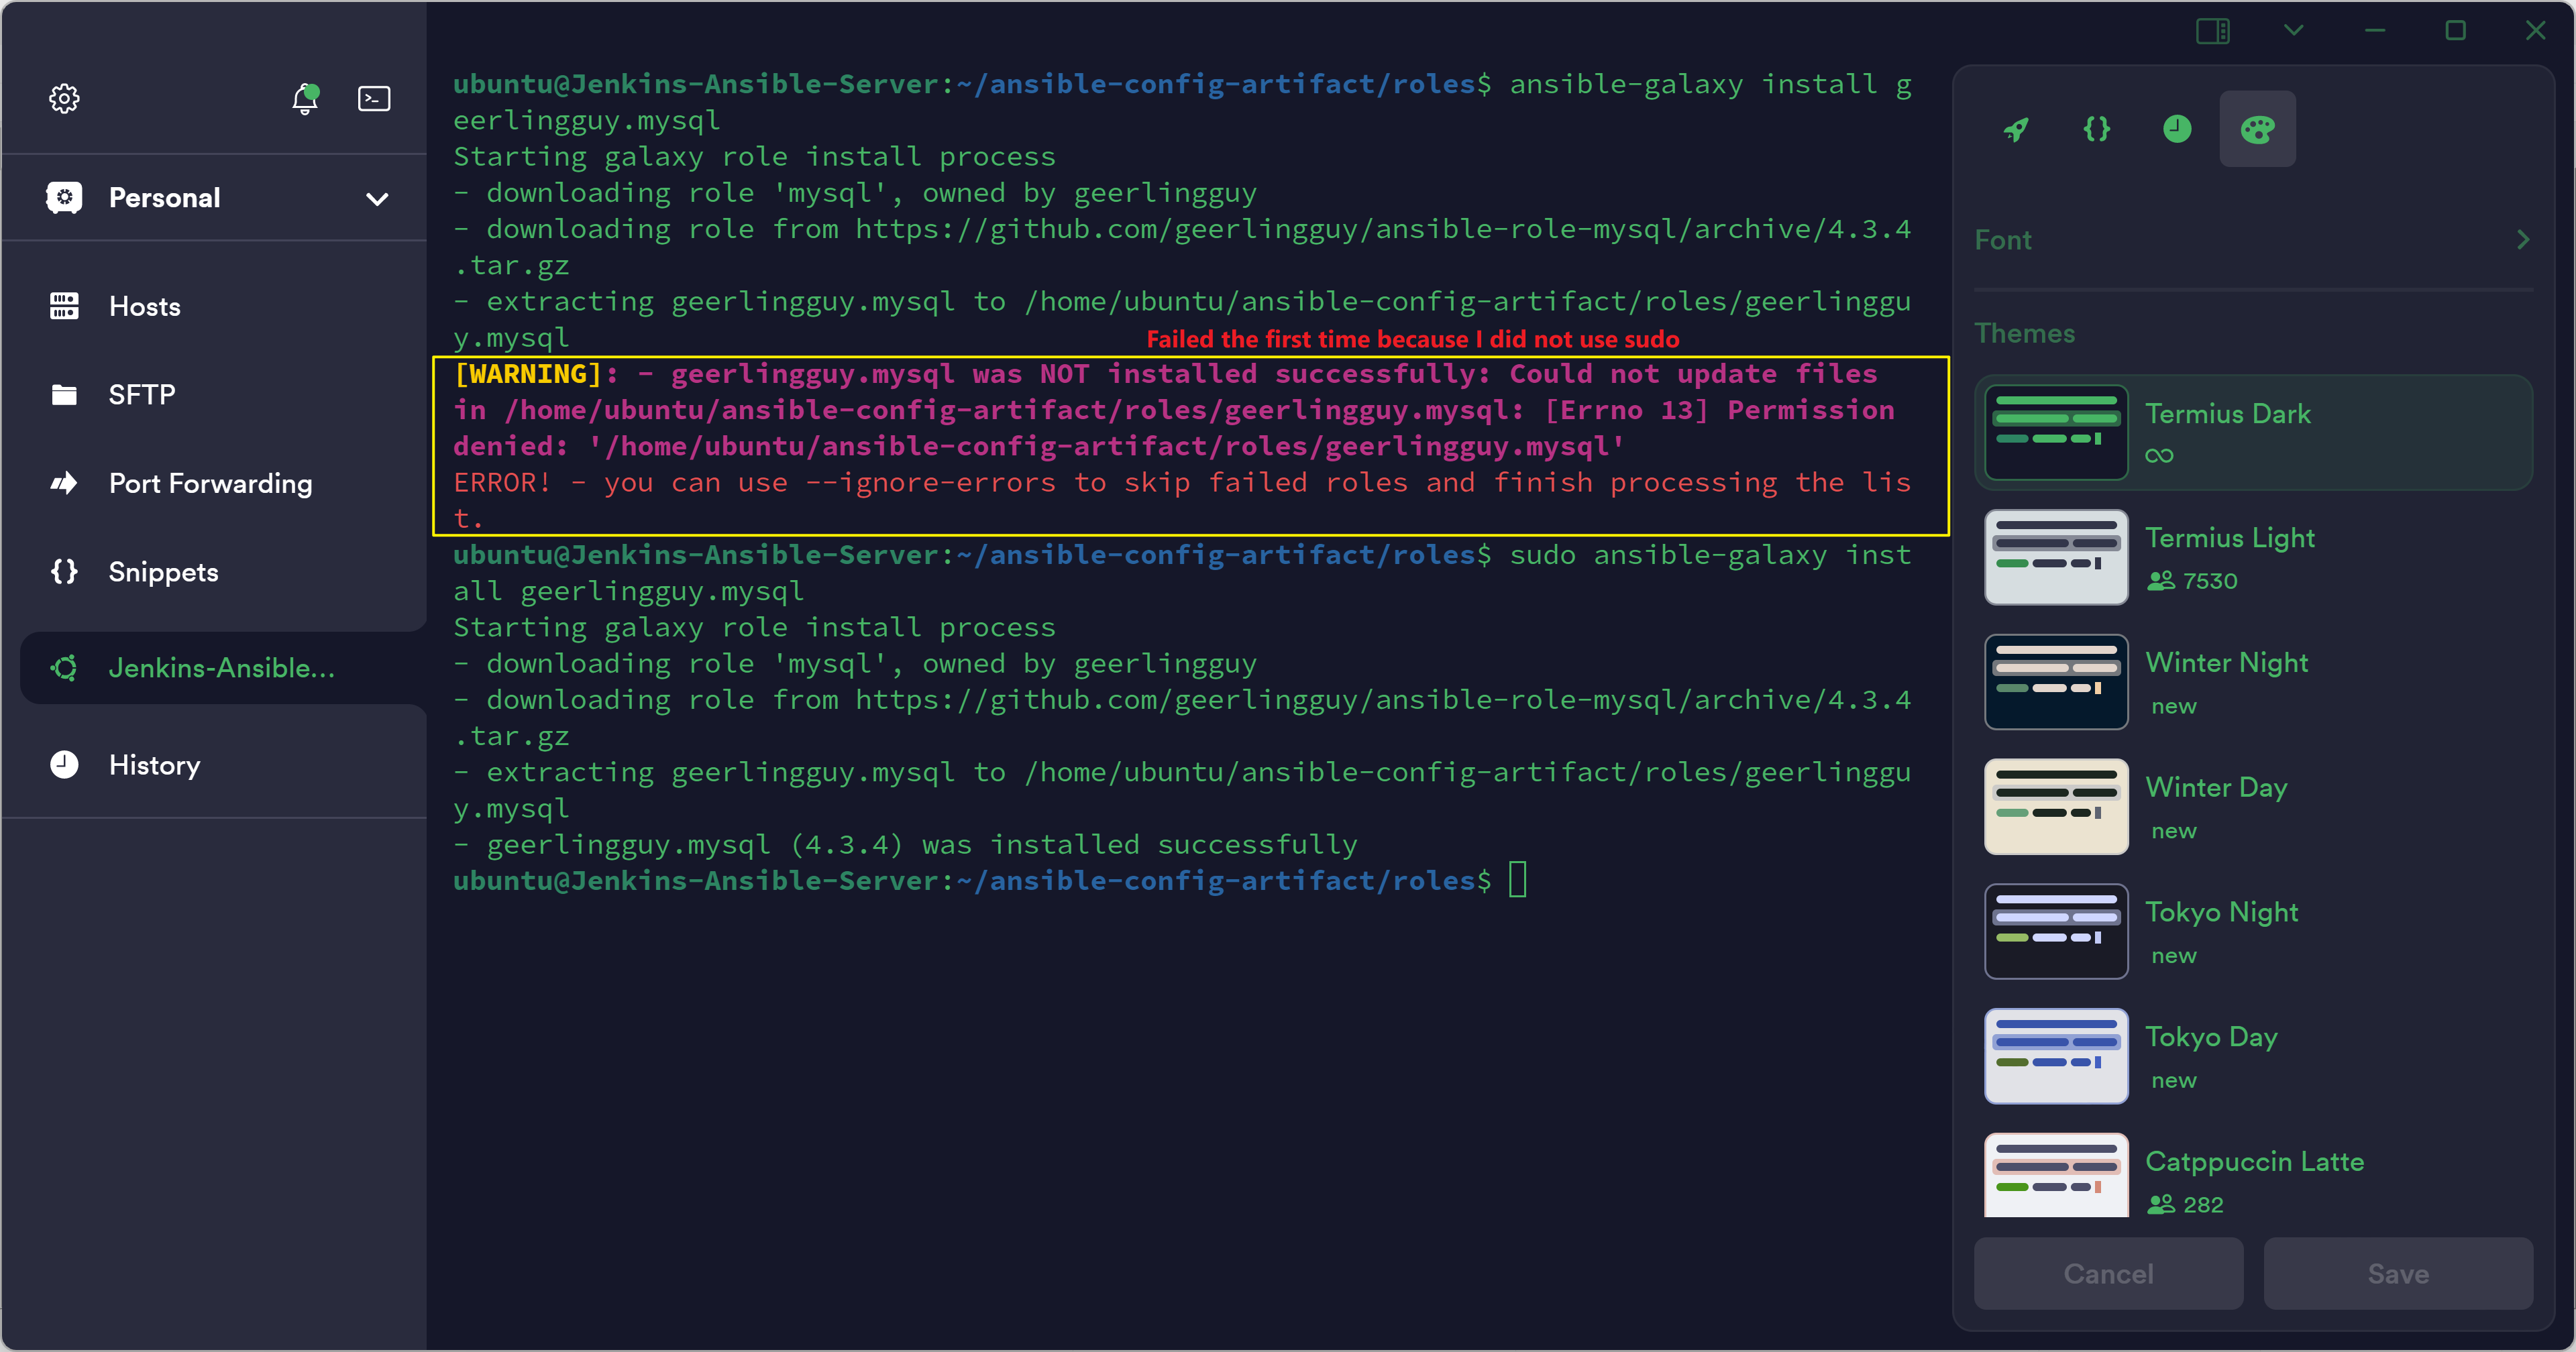 Personal
Hosts
SFTP
Port Forwarding
Snippets
Jenkins-Ansible...
History
ubuntu@Jenkins-Ansible-Server:~/ansible-config-artifact/roles$ ansible-galaxy install g
eerlingguy.mysql
Starting galaxy role install process
- downloading role 'mysql', owned by geerlingguy
- downloading role from https://github.com/geerlingguy/ansible-role-mysql/archive/4.3.4
.tar.gz
- extracting geerlingguy.mysql to /home/ubuntu/ansible-config-artifact/roles/geerlinggu
y.mysql
Failed the first time because I did not use sudo
[WARNING]: - geerlingguy.mysql was NOT installed successfully: Could not update files
in /home/ubuntu/ansible-config-artifact/roles/geerlingguy.mysql: [Errno 13] Permission
denied: '/home/ubuntu/ansible-config-artifact/roles/geerlingguy.mysql'
ERROR! - you can use --ignore-errors to skip failed roles and finish processing the lis
t.
ubuntu@Jenkins-Ansible-Server:~/ansible-config-artifact/roles$ sudo ansible-galaxy inst
all geerlingguy.mysql
Starting galaxy role install process
- downloading role 'mysql', owned by geerlingguy
- downloading role from https://github.com/geerlingguy/ansible-role-mysql/archive/4.3.4
.tar.gz
- extracting geerlingguy.mysql to /home/ubuntu/ansible-config-artifact/roles/geerlinggu
y.mysql
- geerlingguy.mysql (4.3.4) was installed successfully
ubuntu@Jenkins-Ansible-Server:~/ansible-config-artifact/roles$
Font
Themes
Termius Dark
∞
Termius Light
7530
Winter Night
new
Winter Day
new
Tokyo Night
new
Tokyo Day
new
Catppuccin Latte
282
Cancel
Save